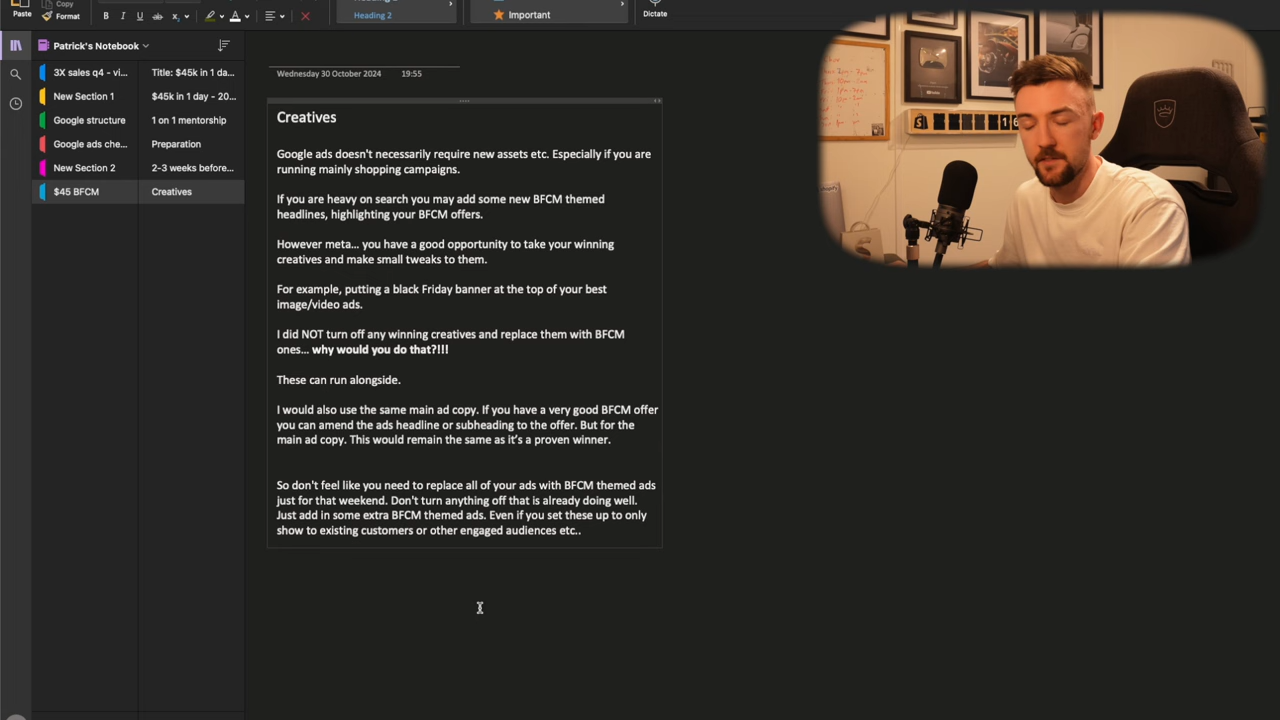 Copy
Paste
Format
B
I
U
ab
x
A
Heading 2
Important
Dictate
Patrick's Notebook
3X sales q4 - vi...
New Section 1
Google structure
Google ads che...
New Section 2
$45 BFCM
Title: $45k in 1 da...
$45k in 1 day - 20...
1 on 1 mentorship
Preparation
2-3 weeks before...
Creatives
Wednesday 30 October 2024 19:55
Creatives
Google ads doesn't necessarily require new assets etc. Especially if you are
running mainly shopping campaigns.
If you are heavy on search you may add some new BFCM themed
headlines, highlighting your BFCM offers.
However meta... you have a good opportunity to take your winning
creatives and make small tweaks to them.
For example, putting a black Friday banner at the top of your best
image/video ads.
I did NOT turn off any winning creatives and replace them with BFCM
ones... why would you do that?!!!
These can run alongside.
I would also use the same main ad copy. If you have a very good BFCM offer
you can amend the ads headline or subheading to the offer. But for the
main ad copy. This would remain the same as it's a proven winner.
So don't feel like you need to replace all of your ads with BFCM themed ads
just for that weekend. Don't turn anything off that is already doing well.
Just add in some extra BFCM themed ads. Even if you set these up to only
show to existing customers or other engaged audiences etc..